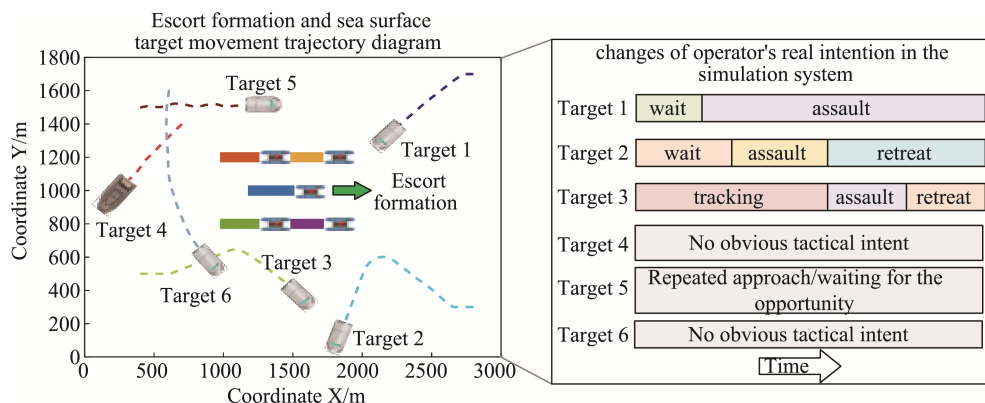 Escort formation and sea surface
target movement trajectory diagram
1800
1600
1400
1200
1000
800
600
400
200
0
Coordinate Y/m
0
500
1000
1500
2000
2500
3000
Coordinate X/m
Target 5
Target 1
Escort
formation
Target 4
Target 3
Target 6
Target 2
changes of operator's real intention in the
simulation system
Target 1 wait assault
Target 2 wait assault retreat
Target 3 tracking assault retreat
Target 4 No obvious tactical intent
Target 5 Repeated approach/waiting for the
opportunity
Target 6 No obvious tactical intent
Time